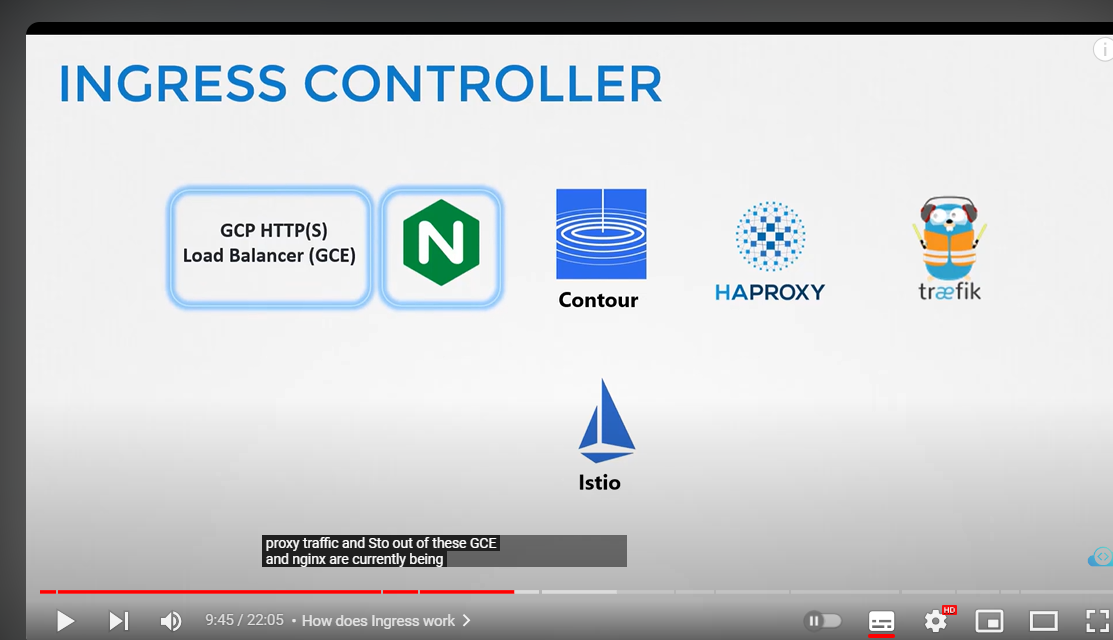 INGRESS CONTROLLER
GCP HTTP(S)
Load Balancer (GCE)
N
Contour
HAPROXY
træfik
Istio
proxy traffic and Sto out of these GCE
and nginx are currently being
9:45 / 22:05 • How does Ingress work
HD